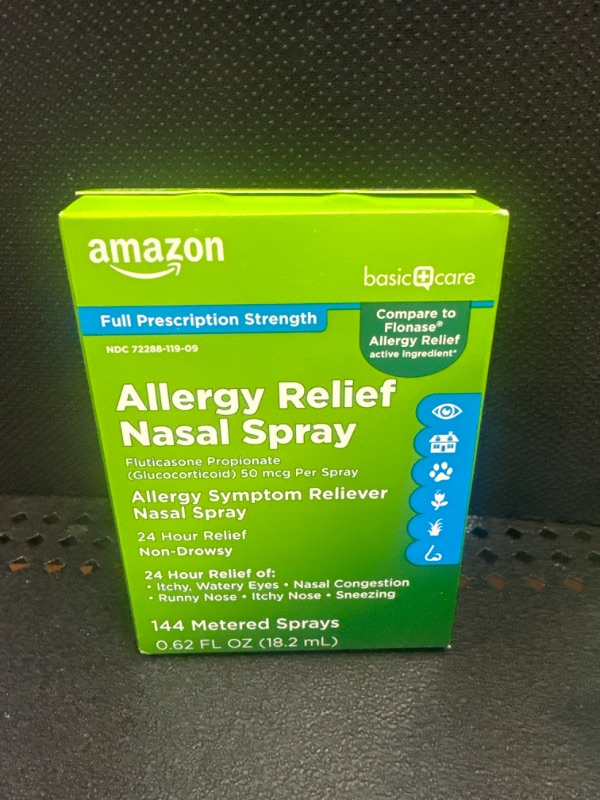 amazon
basic care
Full Prescription Strength
Compare to
Flonase®
Allergy Relief
active ingredient*
NDC 72288-119-09
Allergy Relief
Nasal Spray
Fluticasone Propionate
(Glucocorticoid) 50 mcg Per Spray
Allergy Symptom Reliever
Nasal Spray
24 Hour Relief
Non-Drowsy
24 Hour Relief of:
• Itchy, Watery Eyes • Nasal Congestion
• Runny Nose • Itchy Nose • Sneezing
144 Metered Sprays
0.62 FL OZ (18.2 mL)